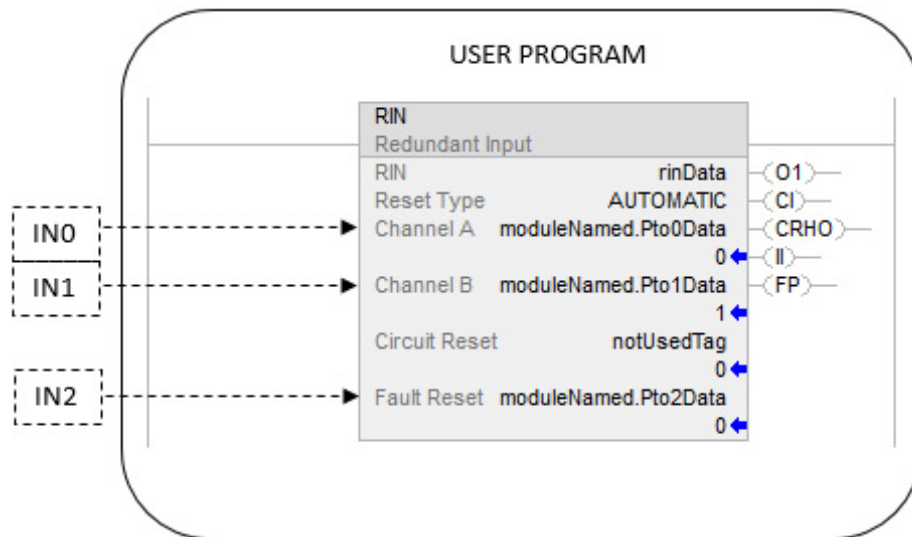 USER PROGRAM
RIN
Redundant Input
RIN rinData (O1)
Reset Type AUTOMATIC (CI)
IN0 Channel A moduleNamed.Pto0Data (CRHO)
0 (II)
IN1 Channel B moduleNamed.Pto1Data (FP)
1
Circuit Reset notUsedTag
0
IN2 Fault Reset moduleNamed.Pto2Data
0